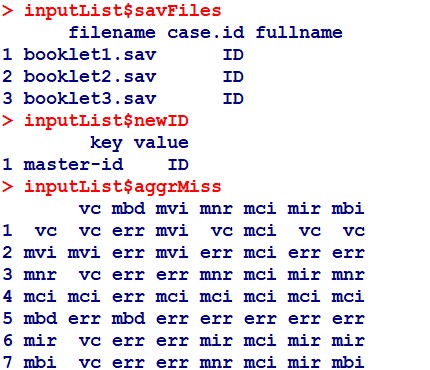 > inputList$savFiles
      filename case.id fullname
1 booklet1.sav      ID
2 booklet2.sav      ID
3 booklet3.sav      ID
> inputList$newID
        key value
1 master-id    ID
> inputList$aggrMiss
       vc mbd mvi mnr mci mir mbi
1  vc  vc err mvi  vc mci  vc  vc
2 mvi mvi err mvi err mci err err
3 mnr  vc err err mnr mci mir mnr
4 mci mci err mci mci mci mci mci
5 mbd err mbd err err err err err
6 mir  vc err err mir mci mir mir
7 mbi  vc err err mnr mci mir mbi